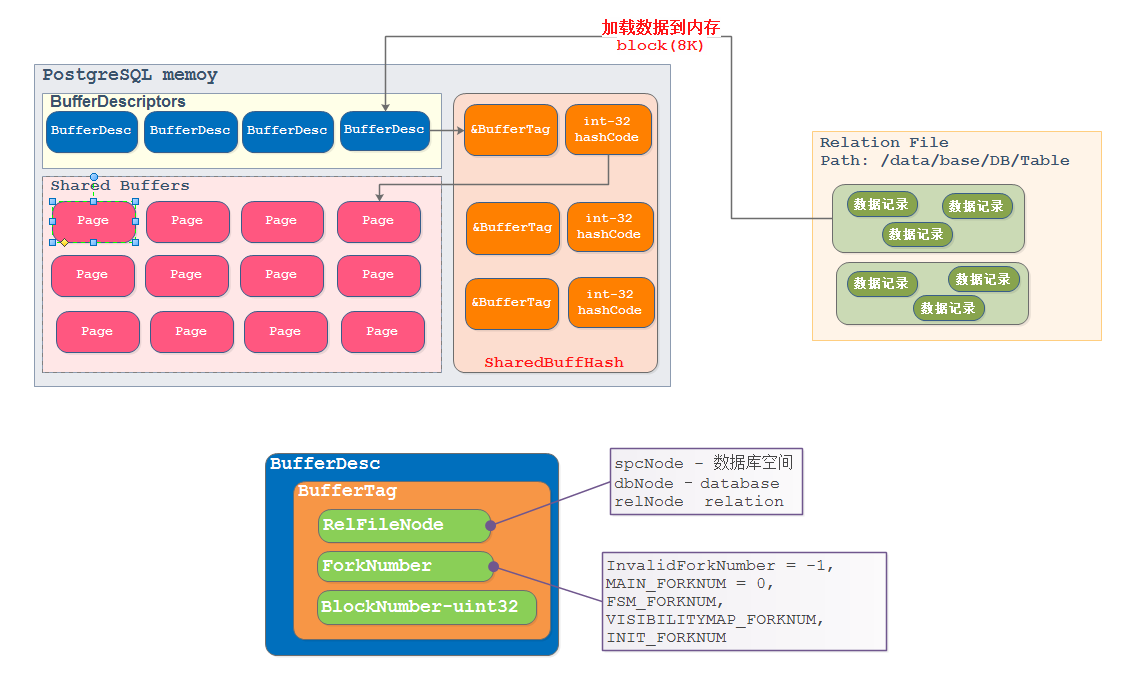 加载数据到内存
block(8K)
PostgreSQL memoy
BufferDescriptors
BufferDesc
BufferDesc
BufferDesc
BufferDesc
&BufferTag
int-32
hashCode
Shared Buffers
Page
Page
Page
Page
&BufferTag
int-32
hashCode
Page
Page
Page
Page
&BufferTag
int-32
hashCode
Page
Page
Page
Page
SharedBuffHash
Relation File
Path: /data/base/DB/Table
数据记录
数据记录
数据记录
数据记录
数据记录
数据记录
BufferDesc
BufferTag
RelFileNode
ForkNumber
BlockNumber-uint32
spcNode - 数据库空间
dbNode - database
relNode relation
InvalidForkNumber = -1,
MAIN_FORKNUM = 0,
FSM_FORKNUM,
VISIBILITYMAP_FORKNUM,
INIT_FORKNUM